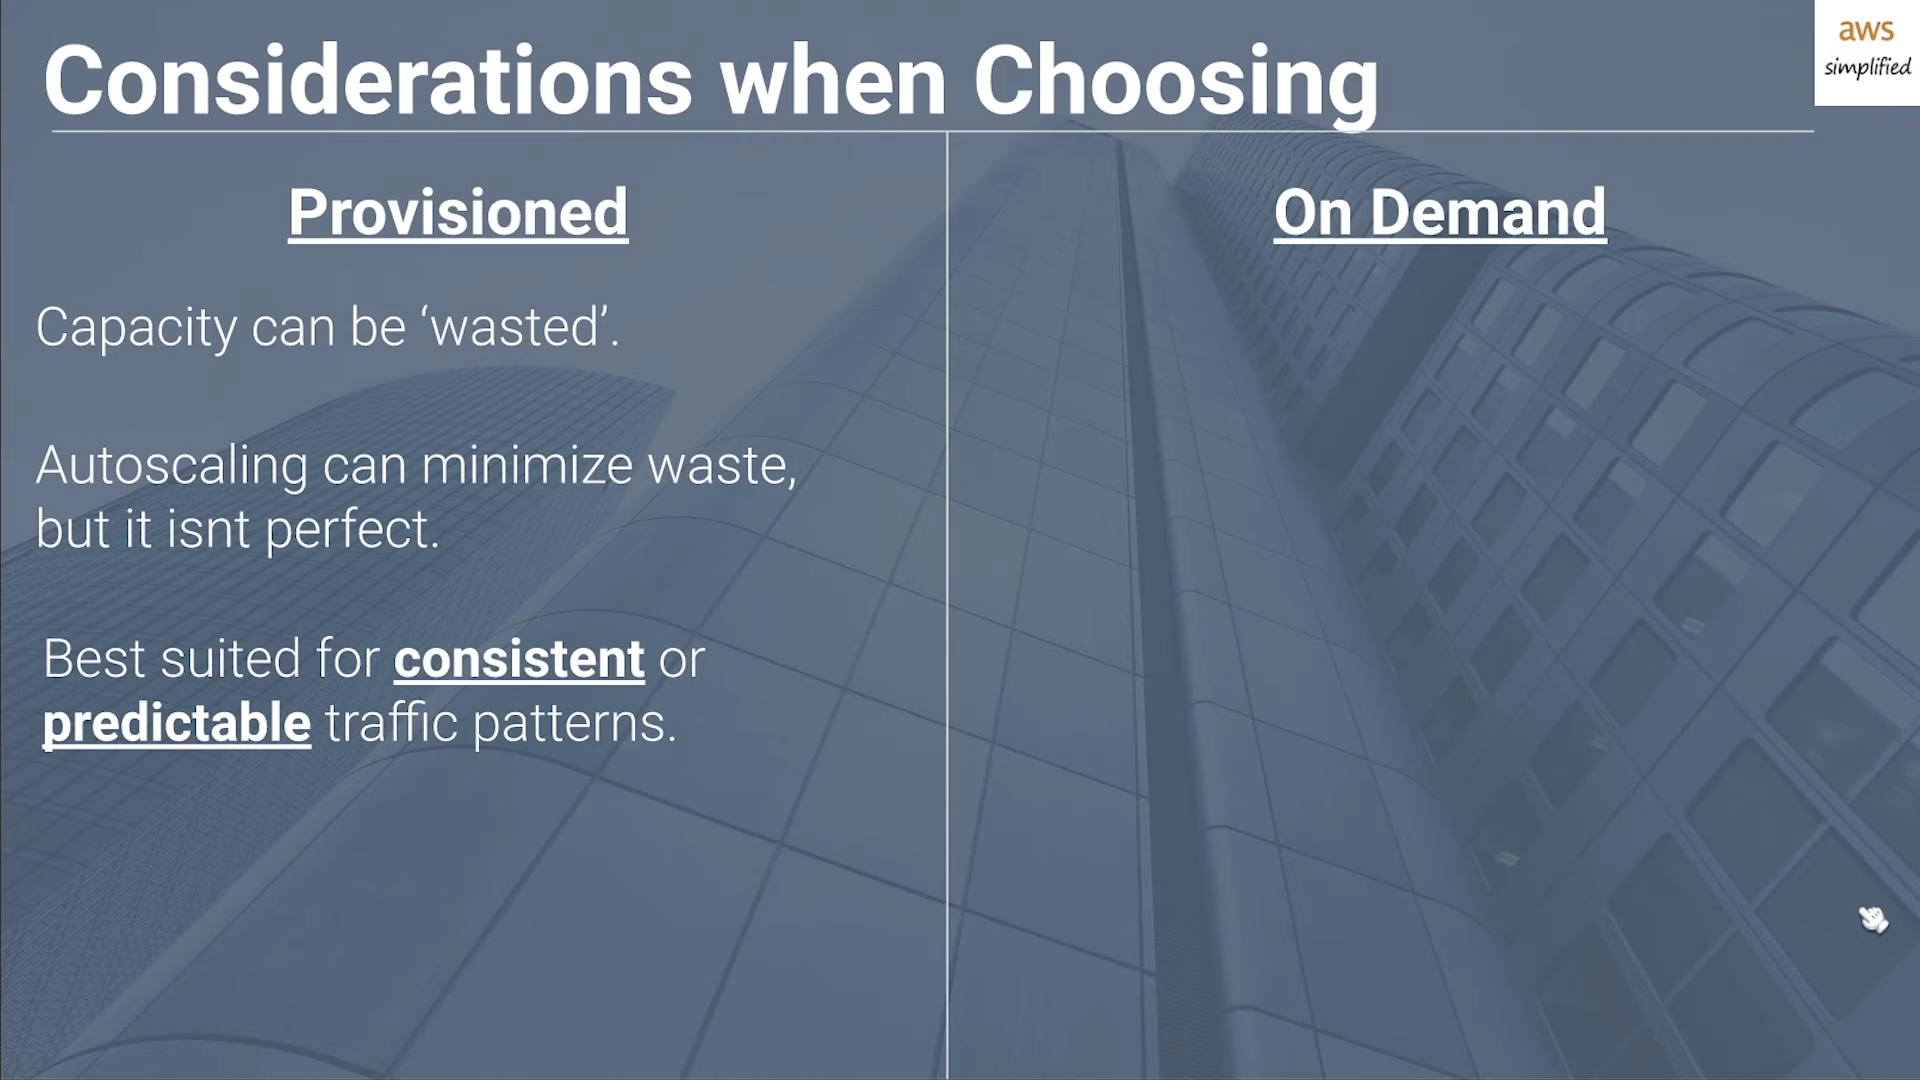 Considerations when Choosing
aws
simplified
Provisioned
Capacity can be ‘wasted’.
Autoscaling can minimize waste,
but it isnt perfect.
Best suited for consistent or
predictable traffic patterns.
On Demand